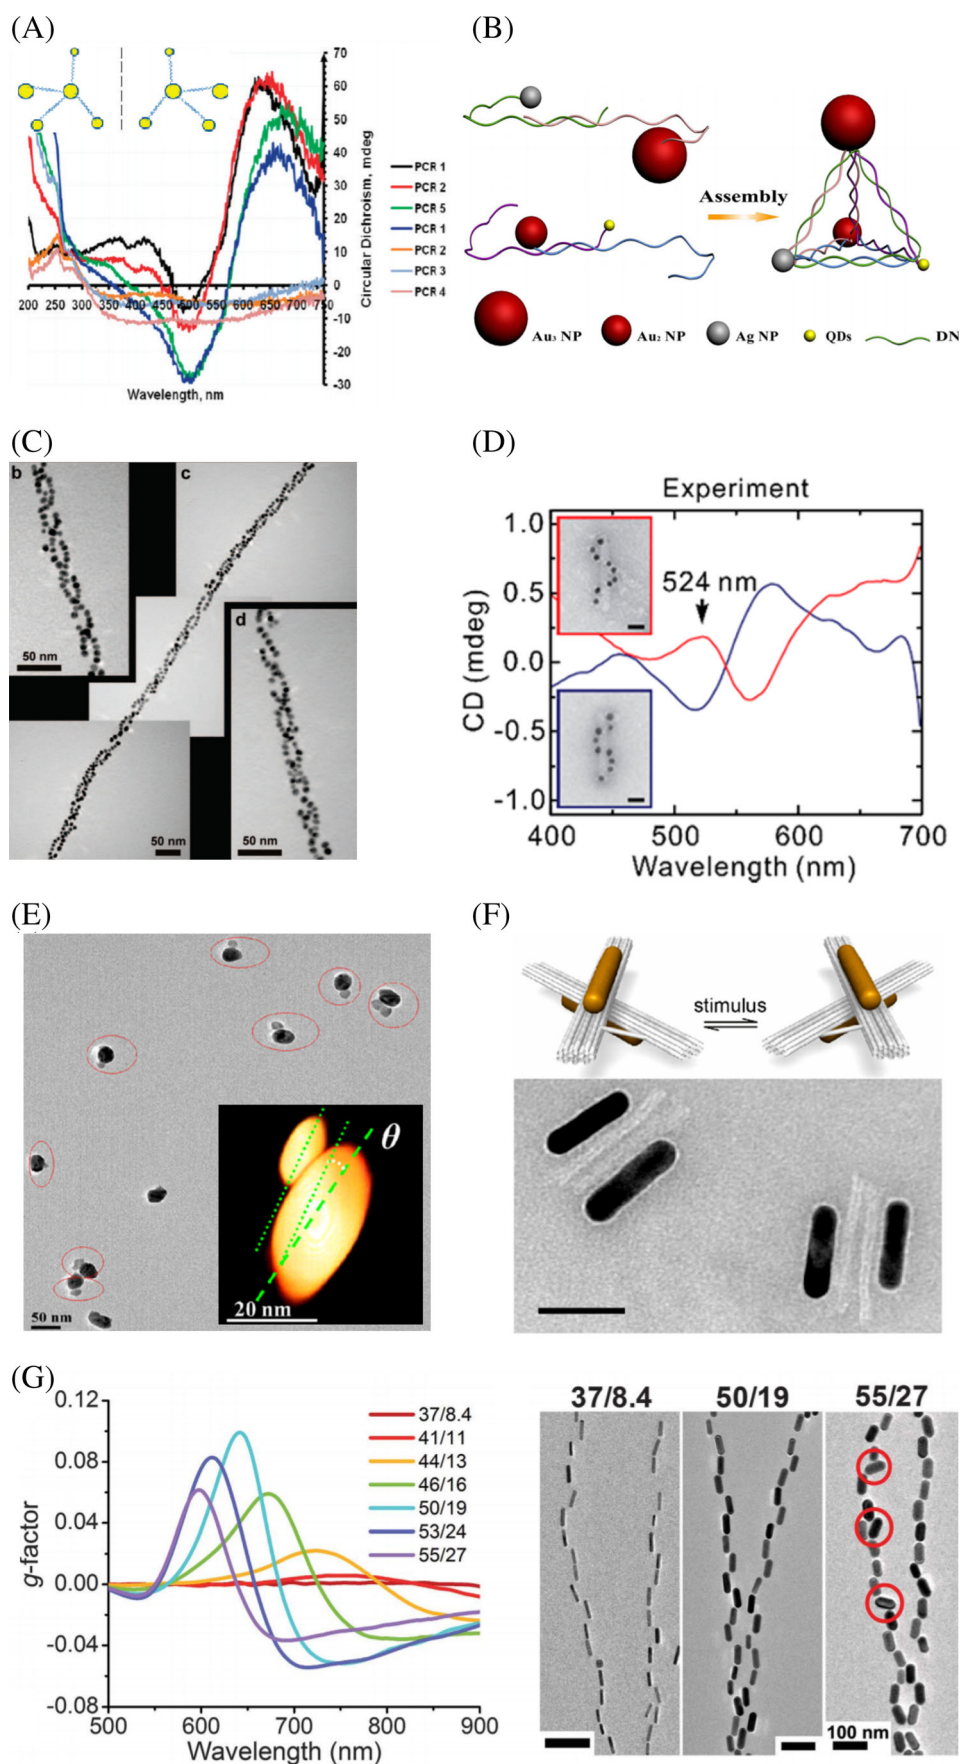 (A)
70
60
50
40
30
20
10
0
-10
-20
-30
Circular Dichroism, mdeg
200 250 300 350 400 450 500 550 600 650 700 750
Wavelength, nm
PCR 1
PCR 2
PCR 5
PCR 1
PCR 2
PCR 3
PCR 4
(B)
Assembly
Au₃ NP
Au₂ NP
Ag NP
QDs
DN
(C)
b
c
d
50 nm
50 nm
50 nm
(D)
Experiment
1.0
0.5
0.0
-0.5
-1.0
CD (mdeg)
524 nm
400 500 600 700
Wavelength (nm)
(E)
θ
50 nm
20 nm
(F)
stimulus
(G)
0.12
0.08
0.04
0.00
-0.04
-0.08
g-factor
37/8.4
41/11
44/13
46/16
50/19
53/24
55/27
500 600 700 800 900
Wavelength (nm)
37/8.4
50/19
55/27
100 nm